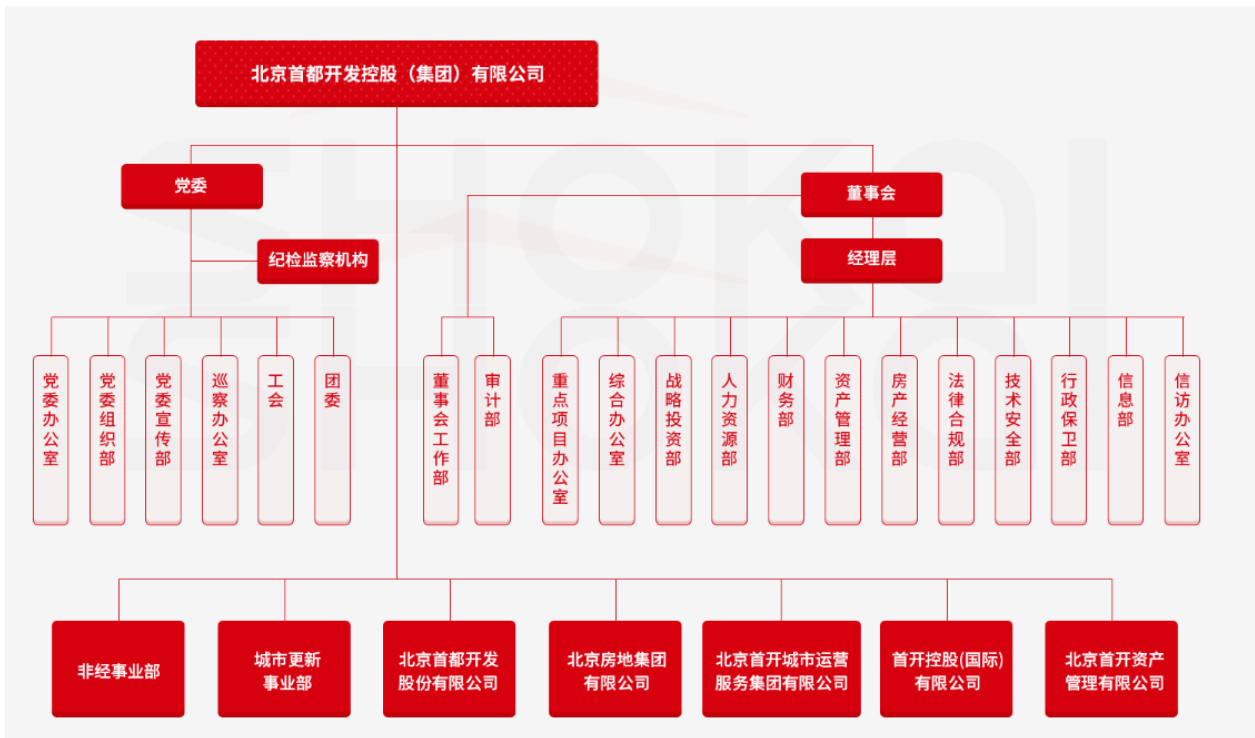 北京首都开发控股（集团）有限公司
党委
董事会
纪检监察机构
经理层
党委办公室
党委组织部
党委宣传部
巡察办公室
工会
团委
董事会工作部
审计部
重点项目办公室
综合办公室
战略投资部
人力资源部
财务部
资产管理部
房产经营部
法律合规部
技术安全部
行政保卫部
信息部
信访办公室
非经事业部
城市更新
事业部
北京首都开发
股份有限公司
北京房地集团
有限公司
北京首开城市运营
服务集团有限公司
首开控股(国际)
有限公司
北京首开资产
管理有限公司
SHOKAI
SHOKAI